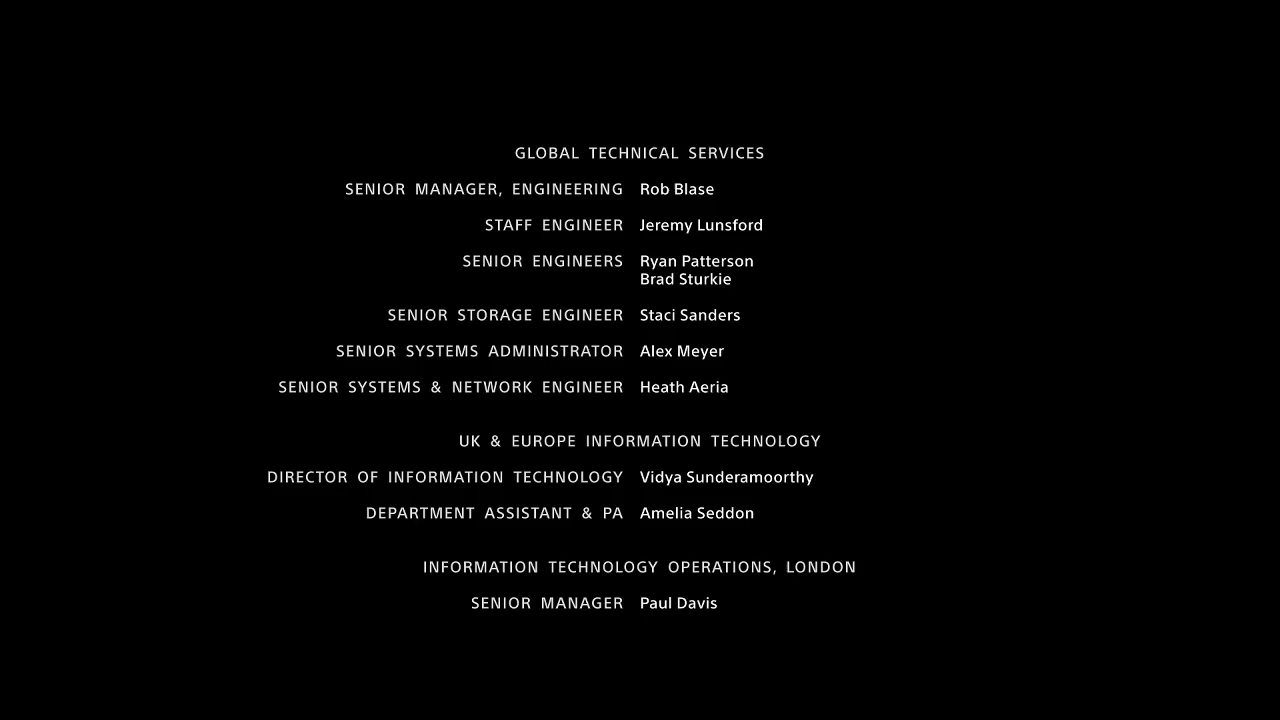 GLOBAL TECHNICAL SERVICES
SENIOR MANAGER, ENGINEERING Rob Blase
STAFF ENGINEER Jeremy Lunsford
SENIOR ENGINEERS Ryan Patterson
Brad Sturkie
SENIOR STORAGE ENGINEER Staci Sanders
SENIOR SYSTEMS ADMINISTRATOR Alex Meyer
SENIOR SYSTEMS & NETWORK ENGINEER Heath Aeria
UK & EUROPE INFORMATION TECHNOLOGY
DIRECTOR OF INFORMATION TECHNOLOGY Vidya Sunderamoorthy
DEPARTMENT ASSISTANT & PA Amelia Seddon
INFORMATION TECHNOLOGY OPERATIONS, LONDON
SENIOR MANAGER Paul Davis